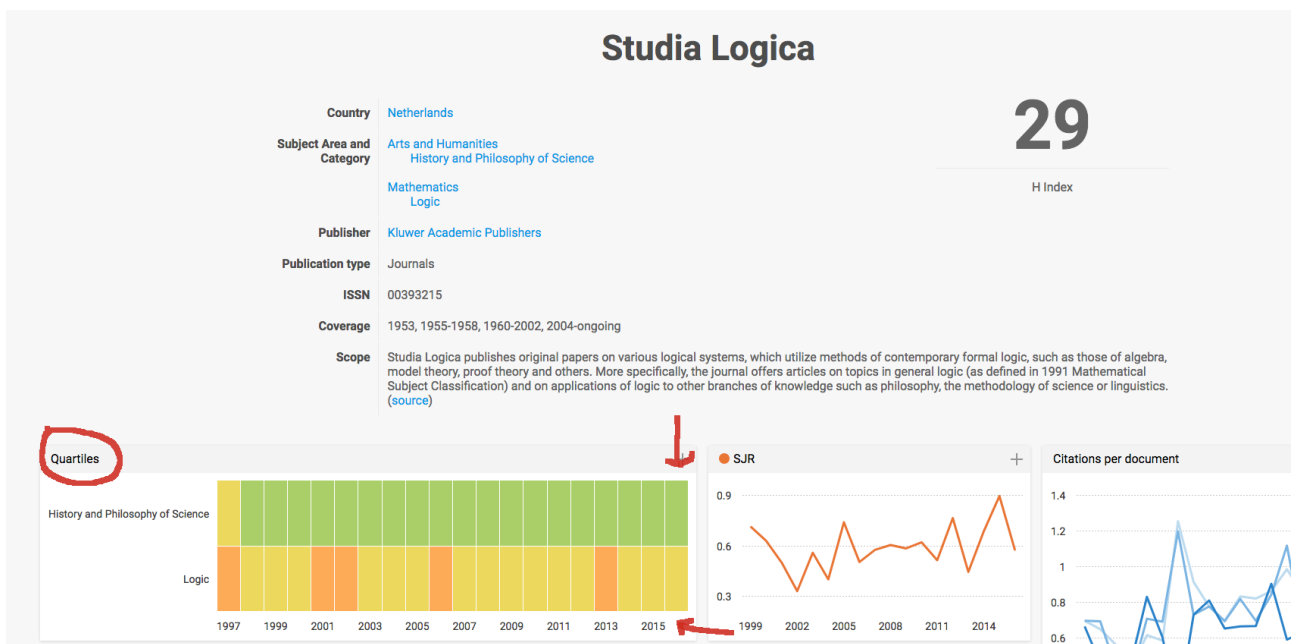 Studia Logica
Country Netherlands
Subject Area and Category Arts and Humanities
History and Philosophy of Science
Mathematics
Logic
Publisher Kluwer Academic Publishers
Publication type Journals
ISSN 00393215
Coverage 1953, 1955-1958, 1960-2002, 2004-ongoing
Scope Studia Logica publishes original papers on various logical systems, which utilize methods of contemporary formal logic, such as those of algebra,
model theory, proof theory and others. More specifically, the journal offers articles on topics in general logic (as defined in 1991 Mathematical
Subject Classification) and on applications of logic to other branches of knowledge such as philosophy, the methodology of science or linguistics.
(source)
29
H Index
Quartiles
History and Philosophy of Science
Logic
1997 1999 2001 2003 2005 2007 2009 2011 2013 2015
SJR
0.9
0.6
0.3
1999 2002 2005 2008 2011 2014
Citations per document
1.4
1.2
1
0.8
0.6